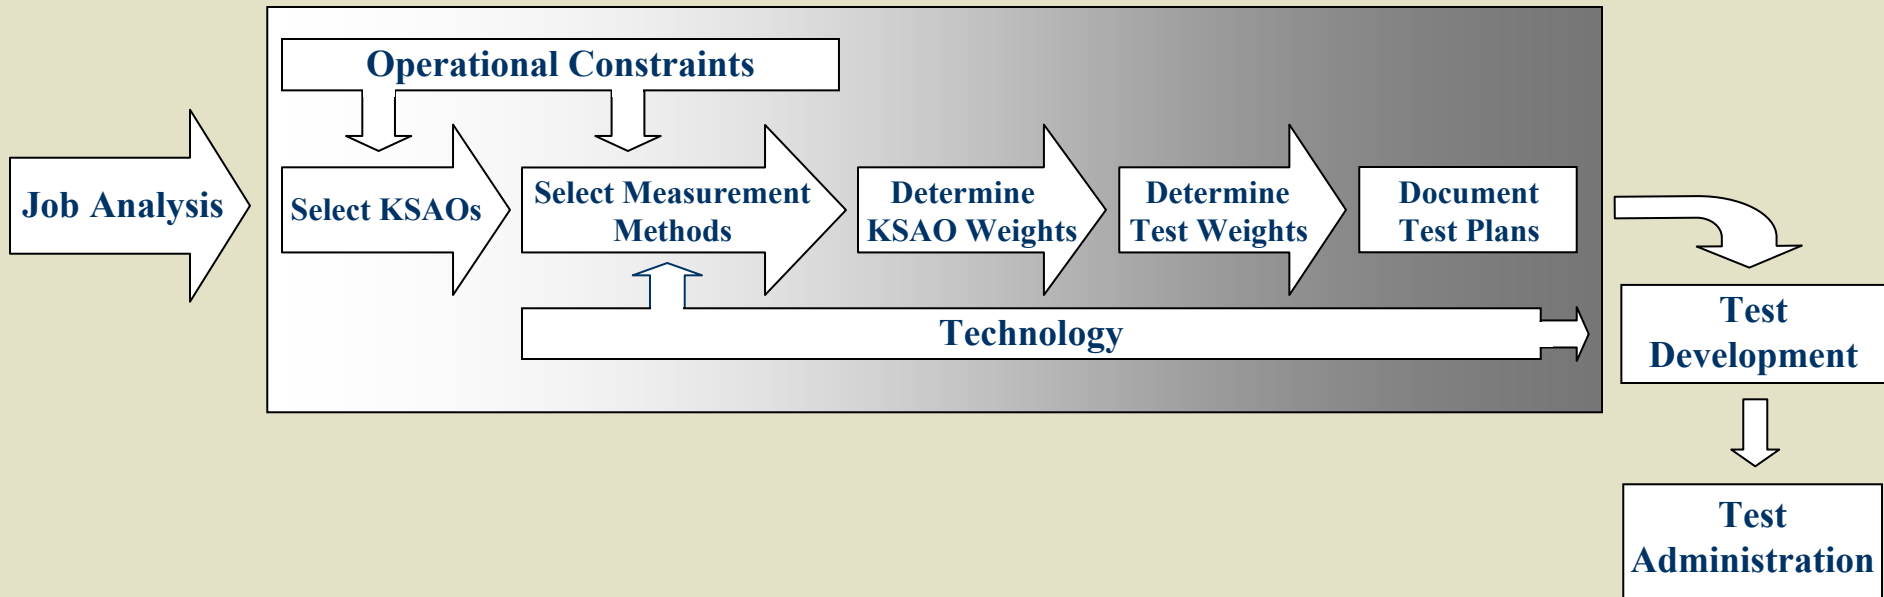 Operational Constraints
Job Analysis
Select KSAOs
Select Measurement
Methods
Determine
KSAO Weights
Determine
Test Weights
Document
Test Plans
Technology
Test
Development
Test
Administration